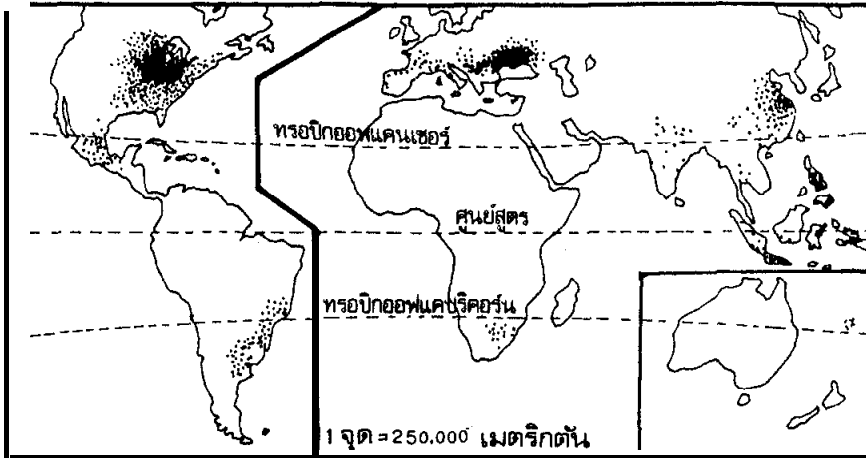 ทรอปิกออฟแคนเซอร์
ศูนย์สูตร
ทรอปิกออฟแคปริคอร์น
1 จุด = 250.000 เมตริกตัน